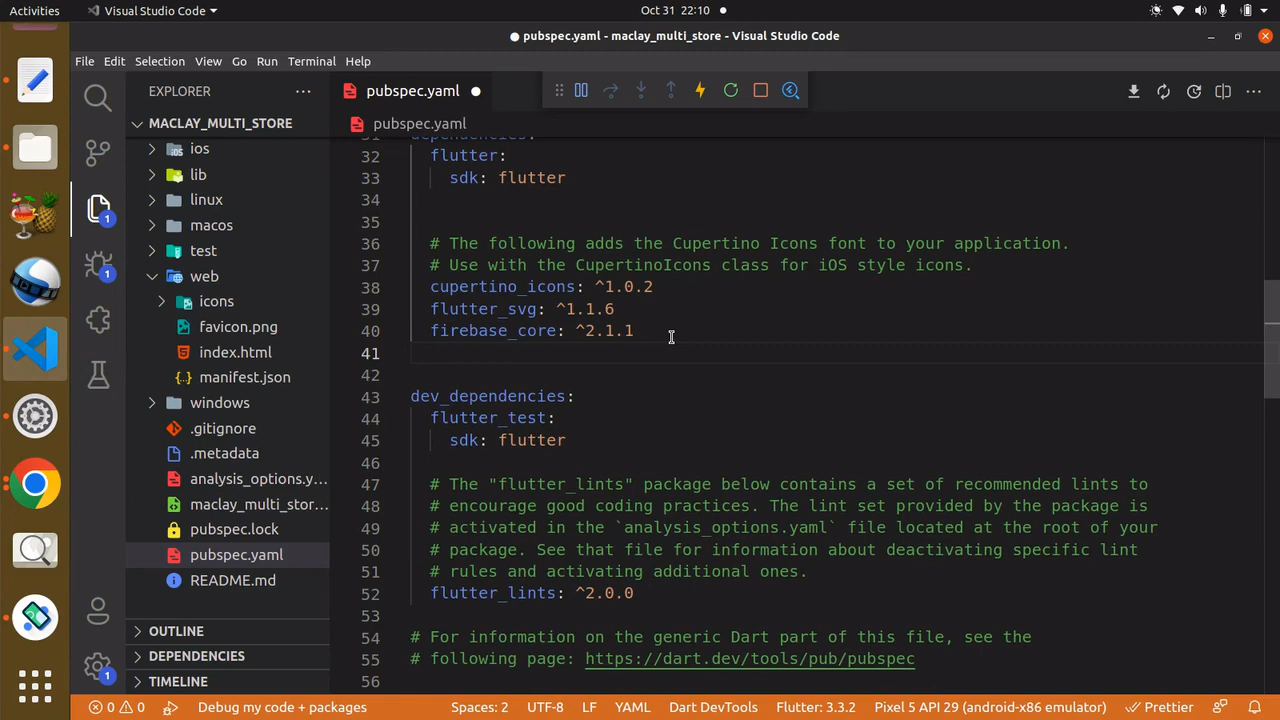 Activities
Visual Studio Code
Oct 31 22:10
pubspec.yaml - maclay_multi_store - Visual Studio Code
File Edit Selection View Go Run Terminal Help
EXPLORER
pubspec.yaml
MACLAY_MULTI_STORE
pubspec.yaml
ios
lib
linux
macos
test
web
icons
favicon.png
index.html
manifest.json
windows
.gitignore
.metadata
analysis_options.y...
maclay_multi_stor...
pubspec.lock
pubspec.yaml
README.md
OUTLINE
DEPENDENCIES
TIMELINE
1
1
1
31 dependencies:
32 flutter:
33 sdk: flutter
34
35
36 # The following adds the Cupertino Icons font to your application.
37 # Use with the CupertinoIcons class for iOS style icons.
38 cupertino_icons: ^1.0.2
39 flutter_svg: ^1.1.6
40 firebase_core: ^2.1.1
41
42
43 dev_dependencies:
44 flutter_test:
45 sdk: flutter
46
47 # The "flutter_lints" package below contains a set of recommended lints to
48 # encourage good coding practices. The lint set provided by the package is
49 # activated in the `analysis_options.yaml` file located at the root of your
50 # package. See that file for information about deactivating specific lint
51 # rules and activating additional ones.
52 flutter_lints: ^2.0.0
53
54 # For information on the generic Dart part of this file, see the
55 # following page: https://dart.dev/tools/pub/pubspec
56
0 0 Debug my code + packages Spaces: 2 UTF-8 LF YAML Dart DevTools Flutter: 3.3.2 Pixel 5 API 29 (android-x86 emulator) Prettier